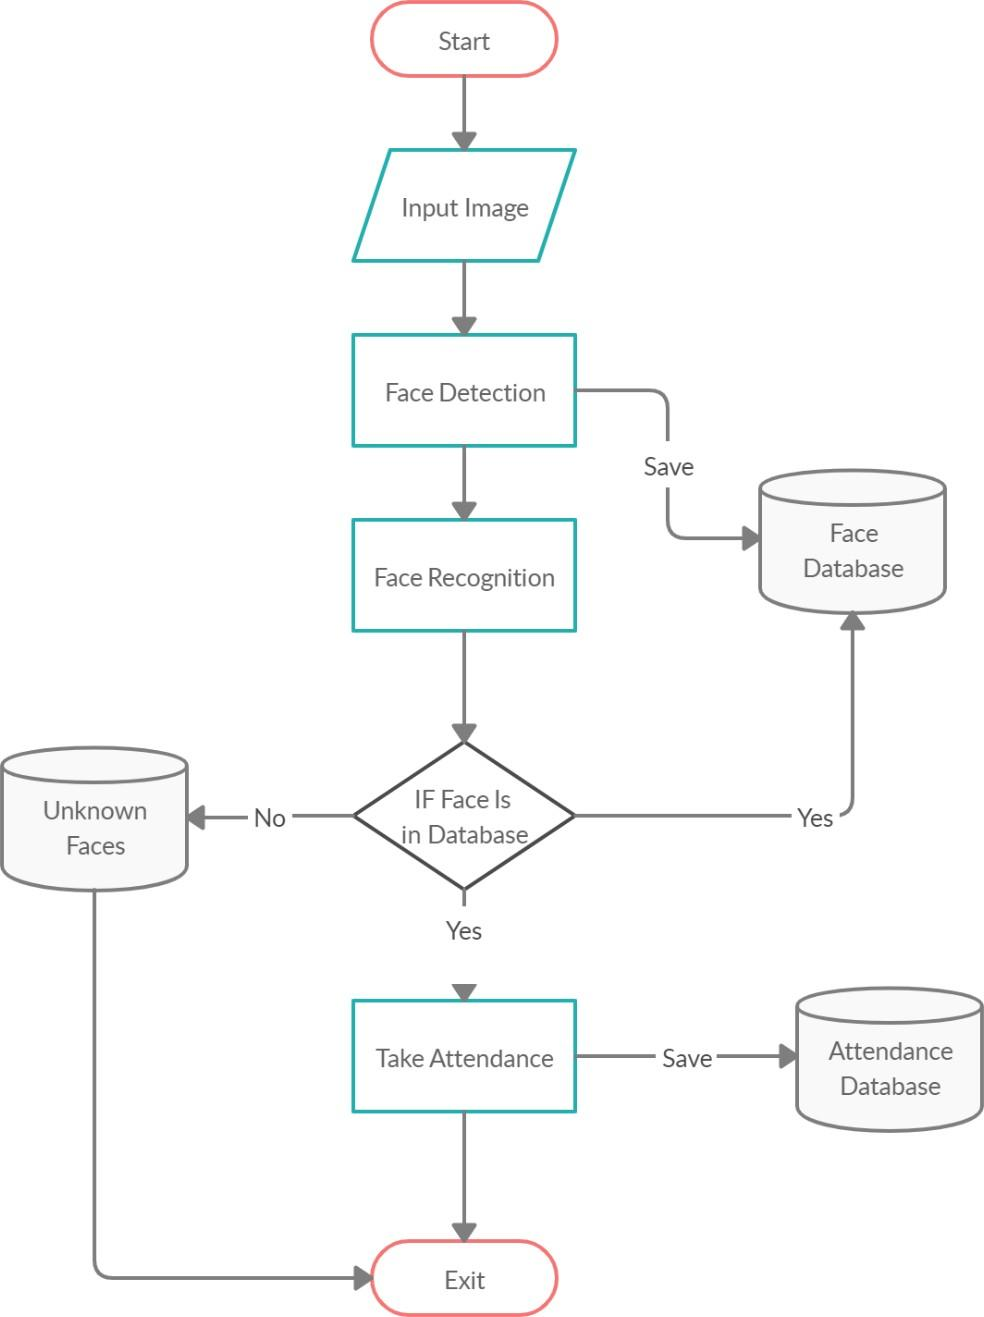 Start
Input Image
Face Detection
Save
Face
Database
Face Recognition
IF Face Is
in Database
No
Unknown
Faces
Yes
Yes
Take Attendance
Save
Attendance
Database
Exit